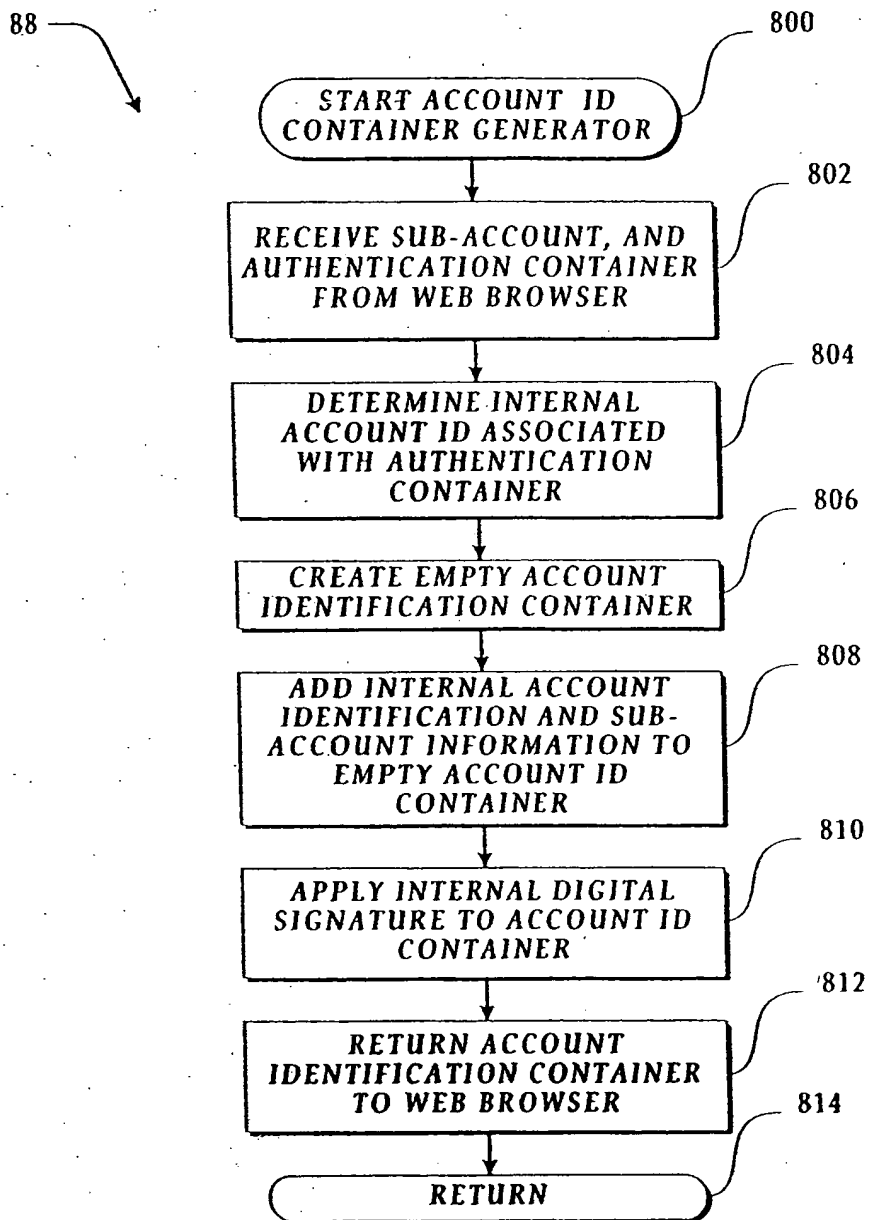 88
800
START ACCOUNT ID
CONTAINER GENERATOR
802
RECEIVE SUB-ACCOUNT, AND
AUTHENTICATION CONTAINER
FROM WEB BROWSER
804
DETERMINE INTERNAL
ACCOUNT ID ASSOCIATED
WITH AUTHENTICATION
CONTAINER
806
CREATE EMPTY ACCOUNT
IDENTIFICATION CONTAINER
808
ADD INTERNAL ACCOUNT
IDENTIFICATION AND SUB-
ACCOUNT INFORMATION TO
EMPTY ACCOUNT ID
CONTAINER
810
APPLY INTERNAL DIGITAL
SIGNATURE TO ACCOUNT ID
CONTAINER
812
RETURN ACCOUNT
IDENTIFICATION CONTAINER
TO WEB BROWSER
814
RETURN